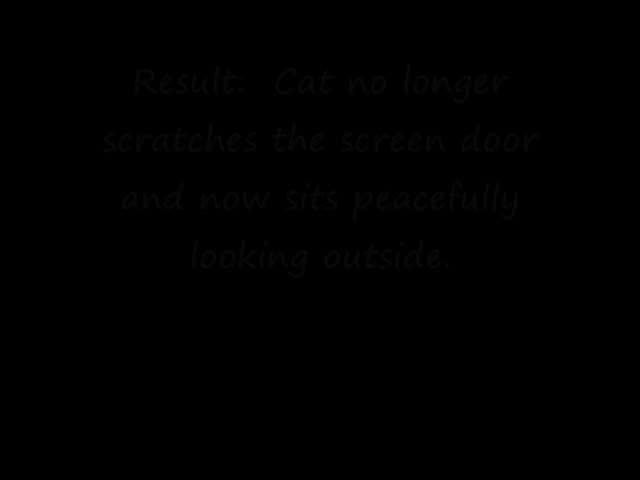 Result:  Cat no longer
scratches the screen door
and now sits peacefully
looking outside.